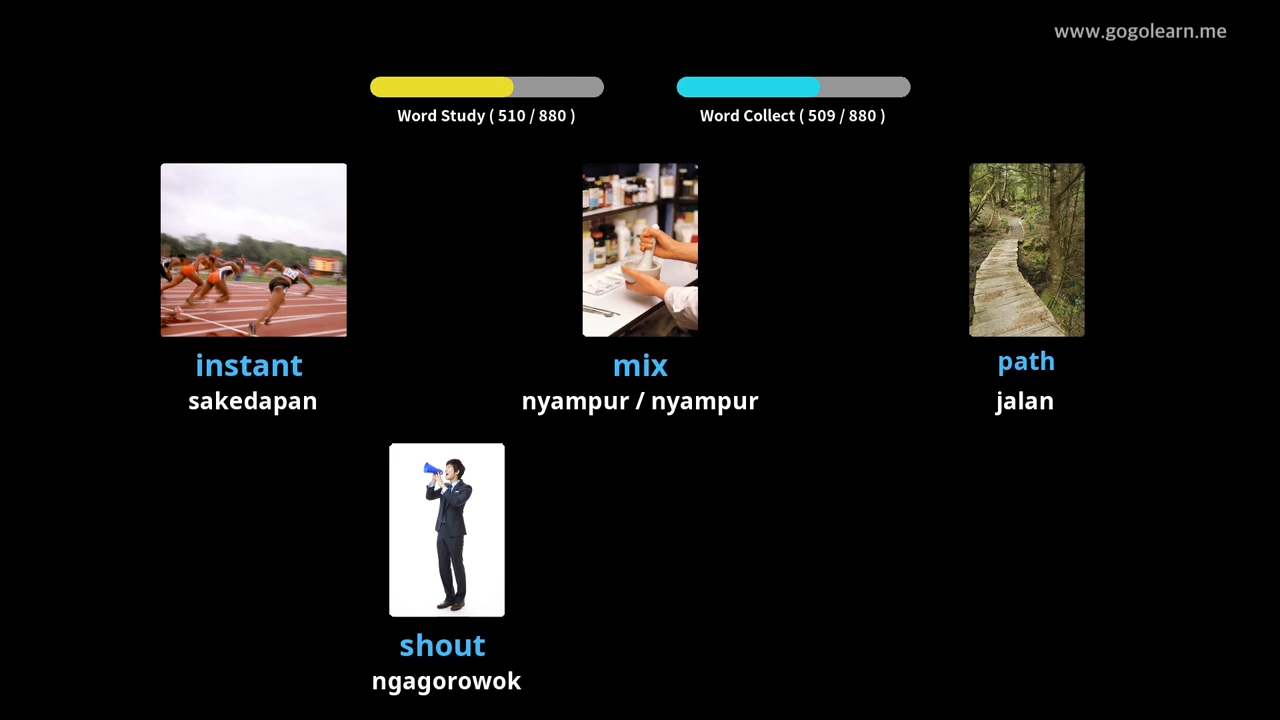 www.gogolearn.me
Word Study ( 510 / 880 )
Word Collect ( 509 / 880 )
instant
sakedapan
mix
nyampur / nyampur
path
jalan
shout
ngagorowok